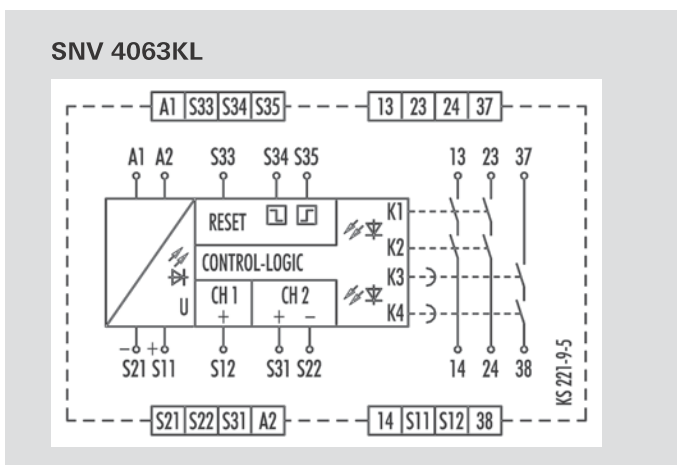 SNV 4063KL
A1 S33 S34 S35 13 23 24 37
A1 A2 S33 S34 S35 13 23 37
K1
RESET
K2
CONTROL-LOGIC
K3
CH 1 CH 2
U + + − K4
− + 
S21 S11 S12 S31 S22 14 24 38
KS 221-9-5
S21 S22 S31 A2 14 S11 S12 38